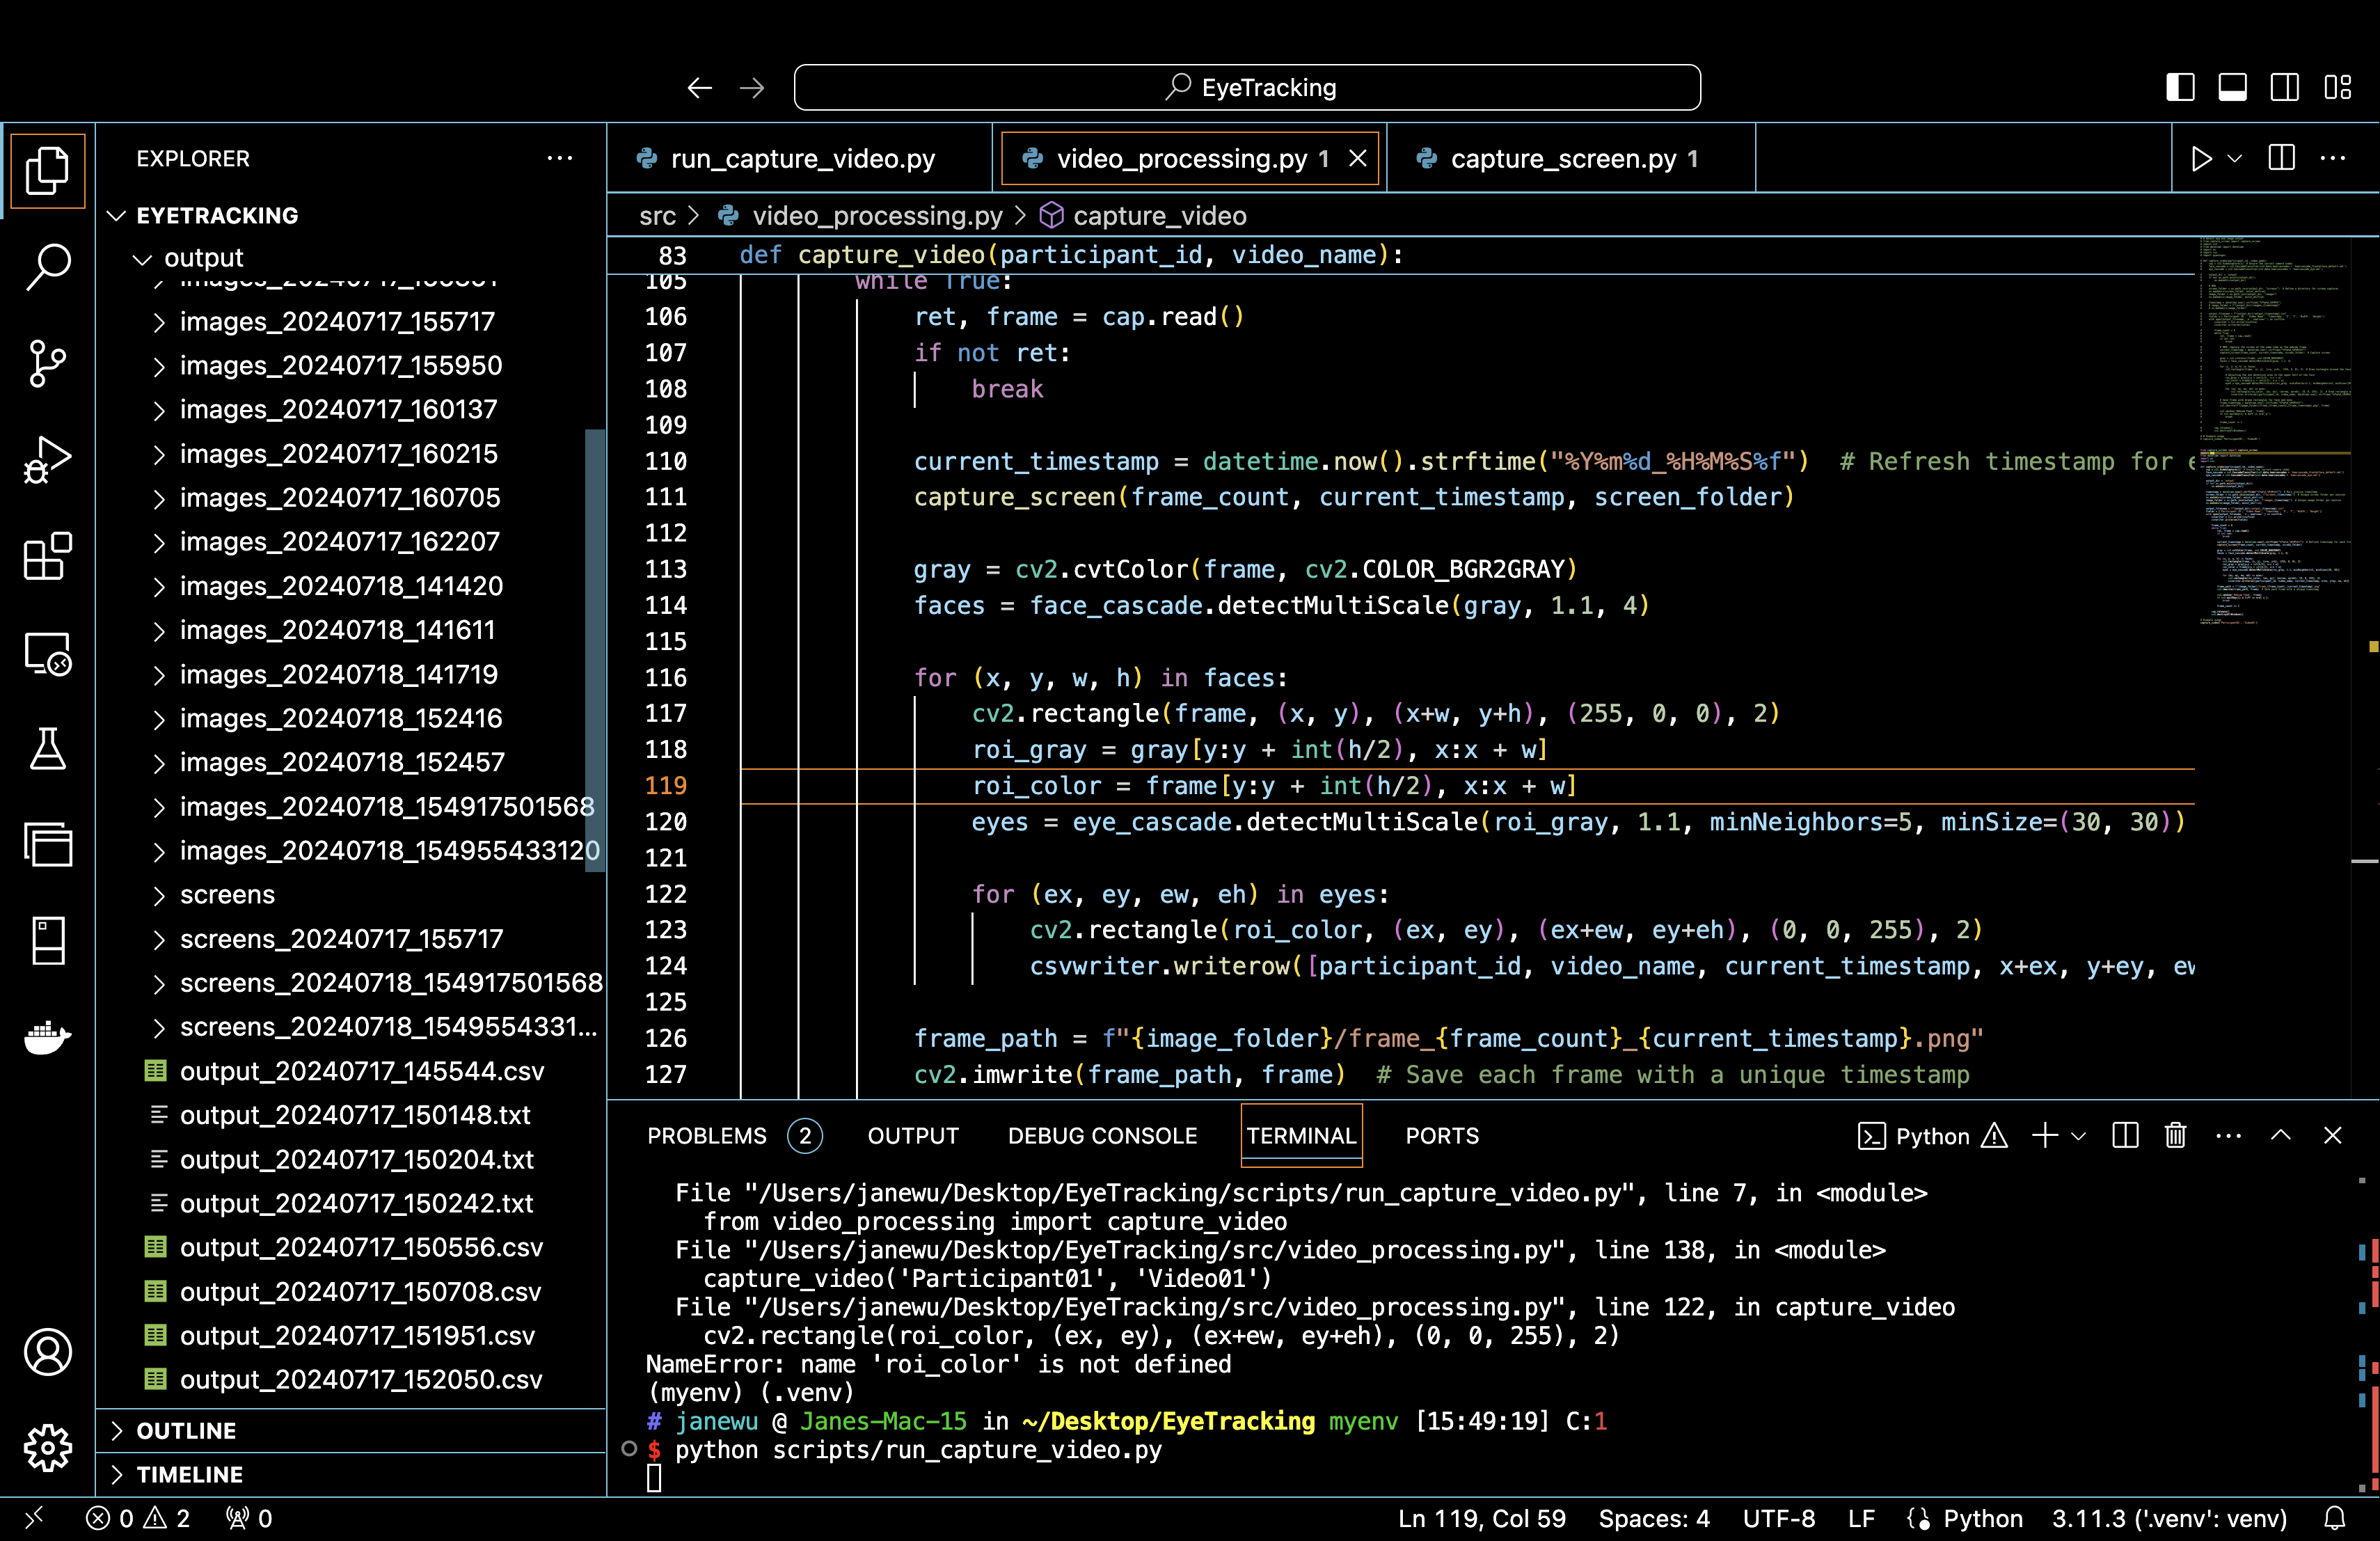 EyeTracking
EXPLORER
EYETRACKING
output
images_20240717_155717
images_20240717_155950
images_20240717_160137
images_20240717_160215
images_20240717_160705
images_20240717_162207
images_20240718_141420
images_20240718_141611
images_20240718_141719
images_20240718_152416
images_20240718_152457
images_20240718_154917501568
images_20240718_154955433120
screens
screens_20240717_155717
screens_20240718_154917501568
screens_20240718_1549554331...
output_20240717_145544.csv
output_20240717_150148.txt
output_20240717_150204.txt
output_20240717_150242.txt
output_20240717_150556.csv
output_20240717_150708.csv
output_20240717_151951.csv
output_20240717_152050.csv
OUTLINE
TIMELINE
run_capture_video.py
video_processing.py 1
capture_screen.py 1
src > video_processing.py > capture_video
83 def capture_video(participant_id, video_name):
105 while True:
106 ret, frame = cap.read()
107 if not ret:
108 break
109
110 current_timestamp = datetime.now().strftime("%Y%m%d_%H%M%S%f")  # Refresh timestamp for e
111 capture_screen(frame_count, current_timestamp, screen_folder)
112
113 gray = cv2.cvtColor(frame, cv2.COLOR_BGR2GRAY)
114 faces = face_cascade.detectMultiScale(gray, 1.1, 4)
115
116 for (x, y, w, h) in faces:
117 cv2.rectangle(frame, (x, y), (x+w, y+h), (255, 0, 0), 2)
118 roi_gray = gray[y:y + int(h/2), x:x + w]
119 roi_color = frame[y:y + int(h/2), x:x + w]
120 eyes = eye_cascade.detectMultiScale(roi_gray, 1.1, minNeighbors=5, minSize=(30, 30))
121
122 for (ex, ey, ew, eh) in eyes:
123 cv2.rectangle(roi_color, (ex, ey), (ex+ew, ey+eh), (0, 0, 255), 2)
124 csvwriter.writerow([participant_id, video_name, current_timestamp, x+ex, y+ey, ew
125
126 frame_path = f"{image_folder}/frame_{frame_count}_{current_timestamp}.png"
127 cv2.imwrite(frame_path, frame)  # Save each frame with a unique timestamp
PROBLEMS 2 OUTPUT DEBUG CONSOLE TERMINAL PORTS
Python
File "/Users/janewu/Desktop/EyeTracking/scripts/run_capture_video.py", line 7, in <module>
from video_processing import capture_video
File "/Users/janewu/Desktop/EyeTracking/src/video_processing.py", line 138, in <module>
capture_video('Participant01', 'Video01')
File "/Users/janewu/Desktop/EyeTracking/src/video_processing.py", line 122, in capture_video
cv2.rectangle(roi_color, (ex, ey), (ex+ew, ey+eh), (0, 0, 255), 2)
NameError: name 'roi_color' is not defined
(myenv) (.venv)
# janewu @ Janes-Mac-15 in ~/Desktop/EyeTracking myenv [15:49:19] C:1
$ python scripts/run_capture_video.py
0 2 0
Ln 119, Col 59 Spaces: 4 UTF-8 LF Python 3.11.3 ('.venv': venv)